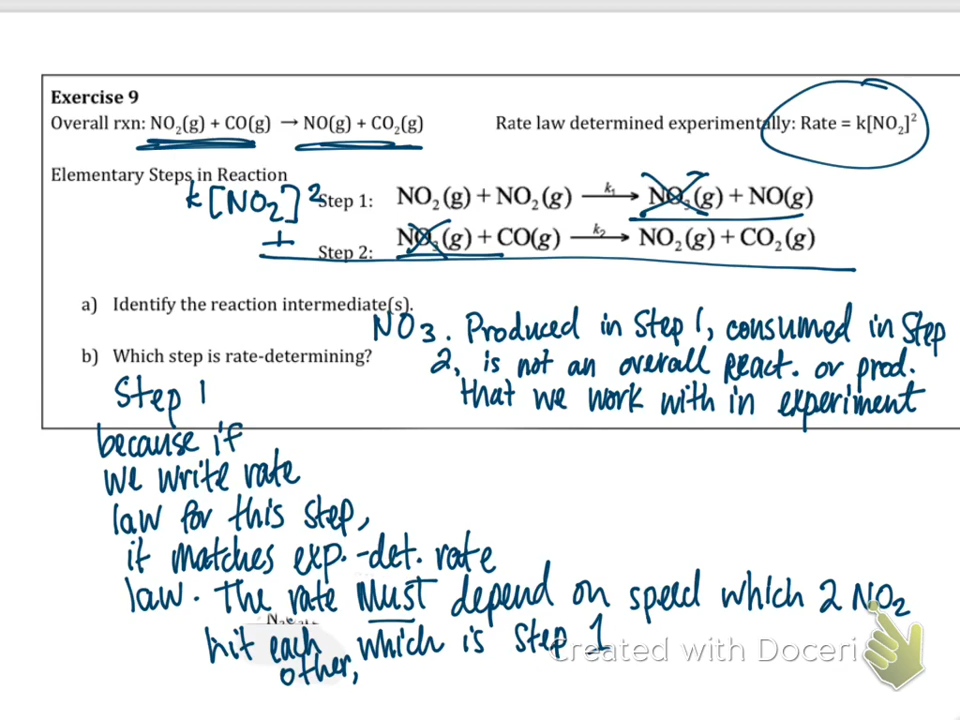 Exercise 9
Overall rxn: NO₂(g) + CO(g) → NO(g) + CO₂(g) Rate law determined experimentally: Rate = k[NO₂]²
Elementary Steps in Reaction
k[NO₂]² Step 1: NO₂(g) + NO₂(g) —k₁→ NO₃(g) + NO(g)
+ Step 2: NO₃(g) + CO(g) —k₂→ NO₂(g) + CO₂(g)
a) Identify the reaction intermediate(s).
NO3. Produced in Step 1, consumed in Step
b) Which step is rate-determining? 2, is not an overall React. or prod.
Step 1 that we work with in experiment
because if
we write rate
law for this step,
it matches exp.-det. rate
law. The rate MUST depend on speed which 2 NO₂
hit each which is Step 1
other,
Created with Doceri